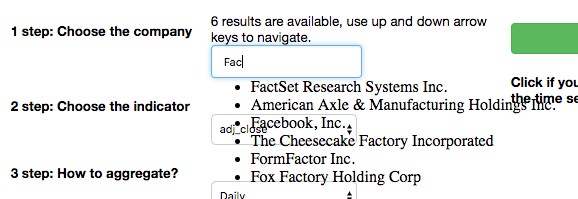 1 step: Choose the company
6 results are available, use up and down arrow
keys to navigate.
Fac
FactSet Research Systems Inc.
American Axle & Manufacturing Holdings Inc.
Facebook, Inc.
The Cheesecake Factory Incorporated
FormFactor Inc.
Fox Factory Holding Corp
2 step: Choose the indicator
adj_close
3 step: How to aggregate?
Daily
Click if you
the time se